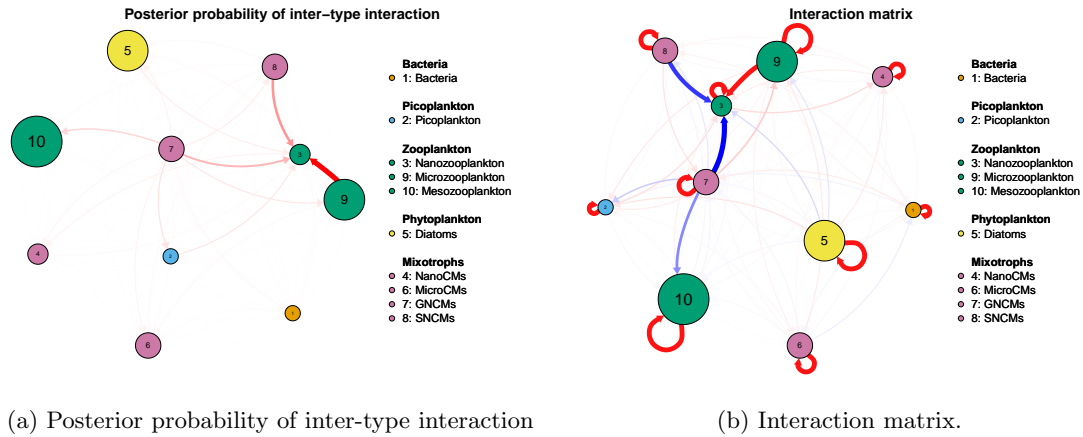 Posterior probability of inter−type interaction
5
8
10
7
3
9
4
2
1
6
Bacteria
1: Bacteria
Picoplankton
2: Picoplankton
Zooplankton
3: Nanozooplankton
9: Microzooplankton
10: Mesozooplankton
Phytoplankton
5: Diatoms
Mixotrophs
4: NanoCMs
6: MicroCMs
7: GNCMs
8: SNCMs
(a) Posterior probability of inter-type interaction
Interaction matrix
8
9
4
3
7
2
1
5
10
6
Bacteria
1: Bacteria
Picoplankton
2: Picoplankton
Zooplankton
3: Nanozooplankton
9: Microzooplankton
10: Mesozooplankton
Phytoplankton
5: Diatoms
Mixotrophs
4: NanoCMs
6: MicroCMs
7: GNCMs
8: SNCMs
(b) Interaction matrix.